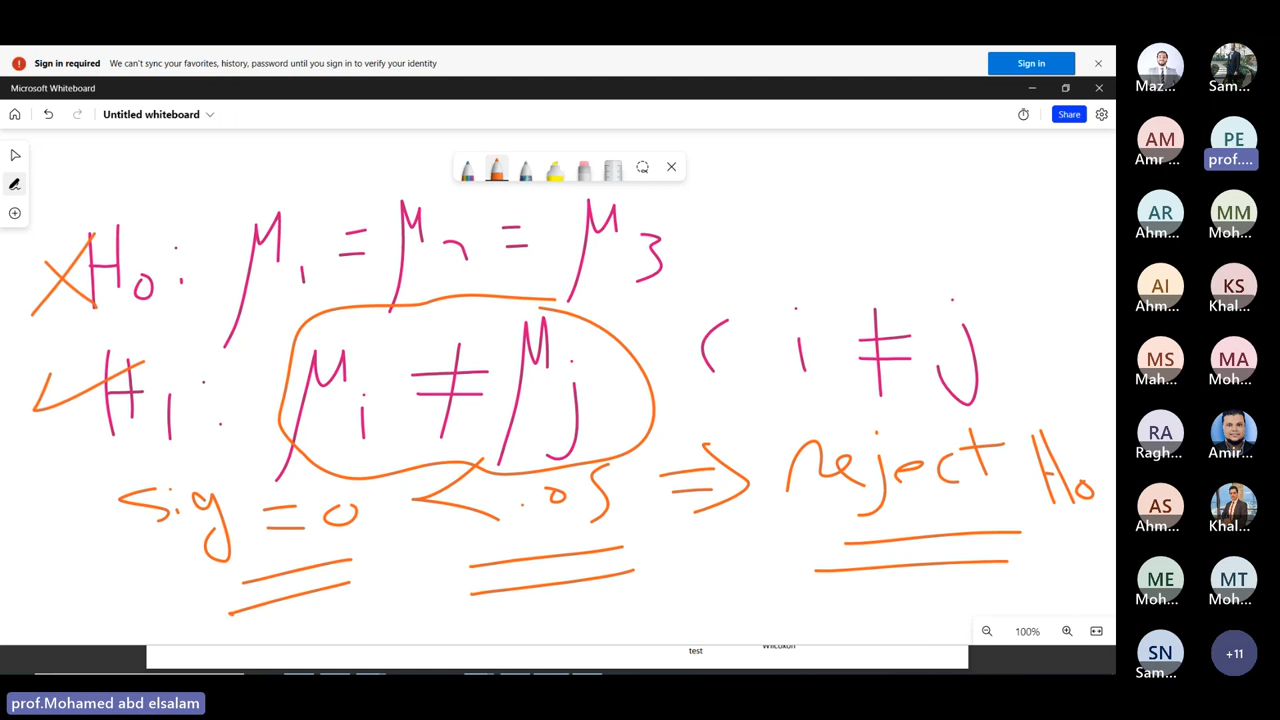 Sign in required We can't sync your favorites, history, password until you sign in to verify your identity Sign in
Microsoft Whiteboard
Untitled whiteboard Share
H0 : μ1 = μ2 = μ3
H1 : μi ≠ μj ( i ≠ j
sig = 0 < .05 ⇒ reject H0
100%
test Wilcoxon
prof.Mohamed abd elsalam
Maz... Sam...
AM PE
Amr ... prof....
AR MM
Ahm... Moh...
AI KS
Ahm... Khal...
MS MA
Mah... Moh...
RA
Ragh... Amir...
AS
Ahm... Khal...
ME MT
Moh... Moh...
SN +11
Sam...